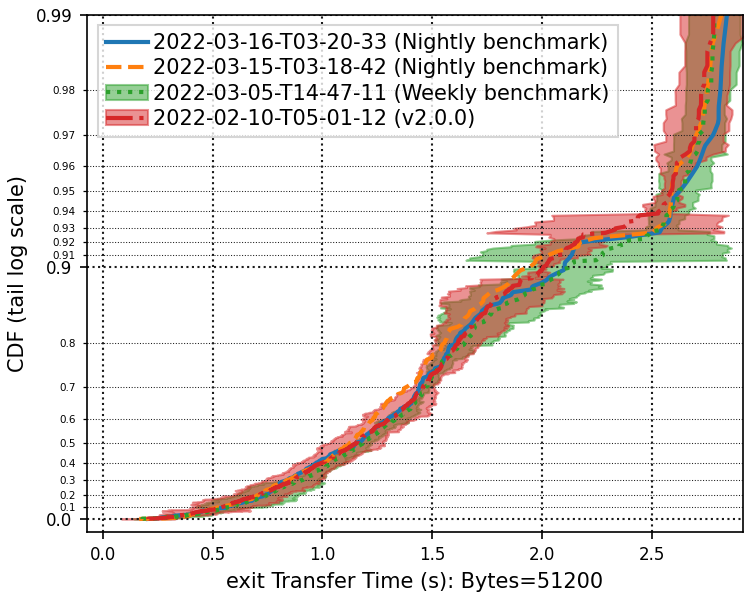 0.99
2022-03-16-T03-20-33 (Nightly benchmark)
2022-03-15-T03-18-42 (Nightly benchmark)
2022-03-05-T14-47-11 (Weekly benchmark)
2022-02-10-T05-01-12 (v2.0.0)
0.98
0.97
0.96
0.95
0.94
0.93
0.92
0.91
0.9
0.8
0.7
0.6
0.5
0.4
0.3
0.2
0.1
0.0
CDF (tail log scale)
0.0 0.5 1.0 1.5 2.0 2.5
exit Transfer Time (s): Bytes=51200